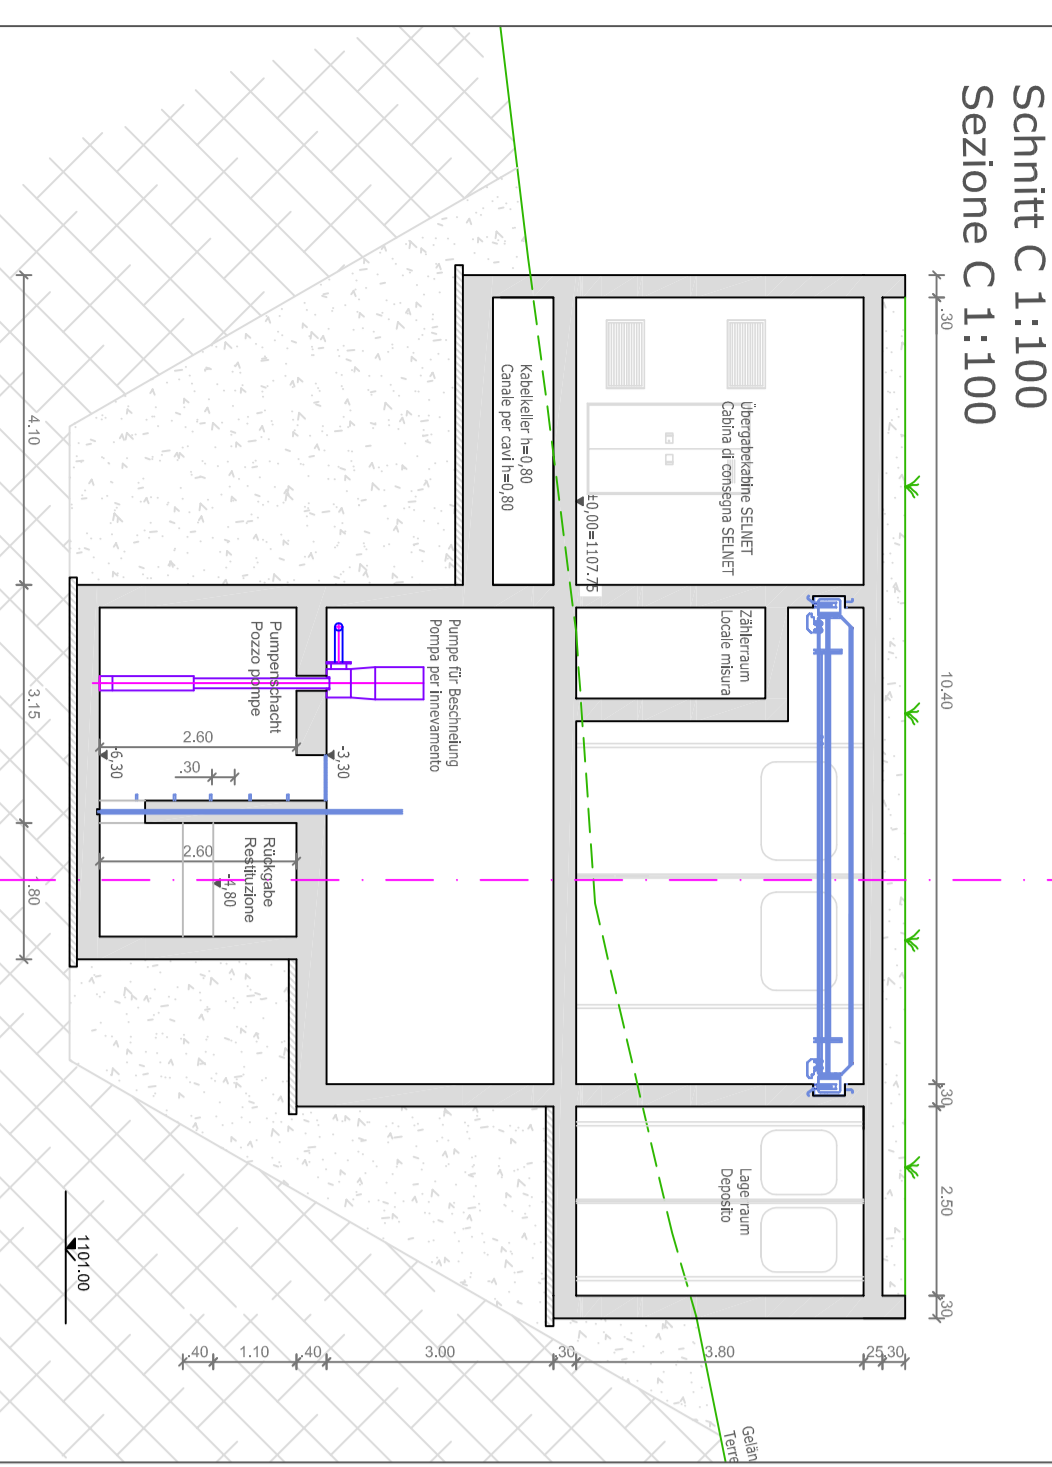 Schnitt C 1:100
Sezione C 1:100
.30
10.40
.30
2.50
.30
Übergabekabine SELNET
Cabina di consegna SELNET
±0,00=1107.75
Kabelkeller h=0,80
Canale per cavi h=0,80
Zählerraum
Locale misura
Lage raum
Deposito
Pumpe für Beschneiung
Pompa per innevamento
Pumpenschacht
Pozzo pompe
-3,30
2.60
.30
-6,30
Rückgabe
Restituzione
-4,80
2.60
4.10
3.15
1.80
1101.00
.40
1.10
.40
3.00
.30
3.80
25
.30
Gelän
Terre